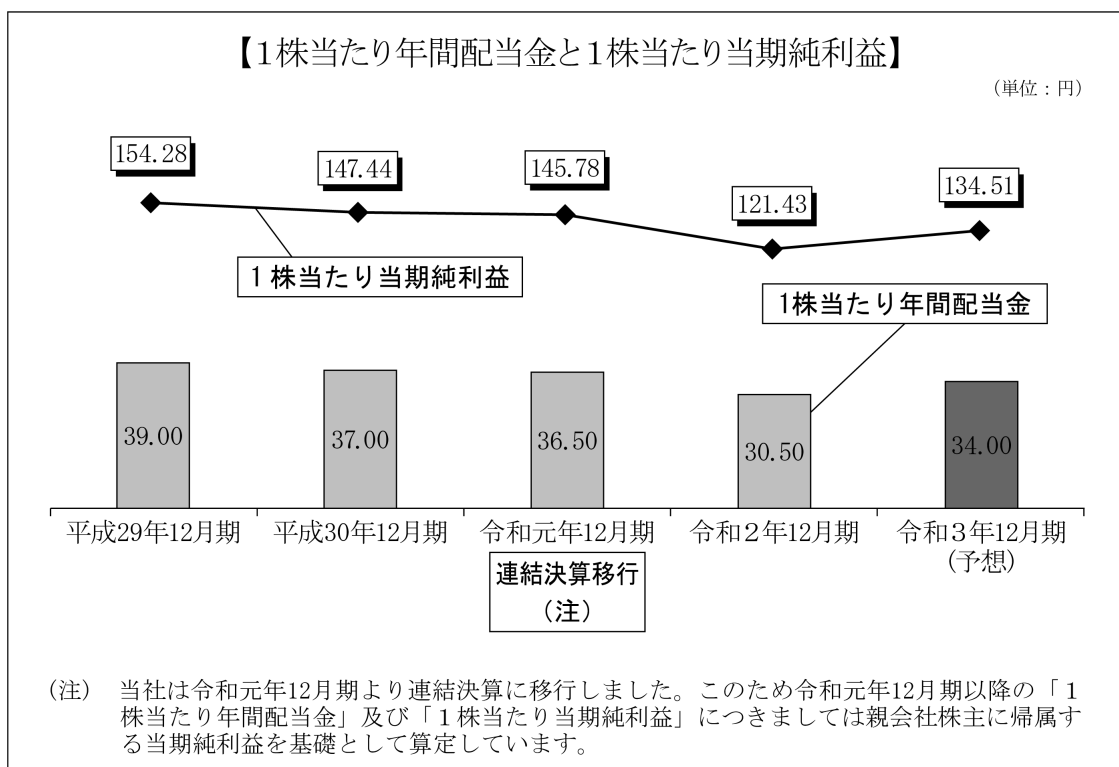 【1株当たり年間配当金と1株当たり当期純利益】
(単位：円)
154.28
147.44
145.78
121.43
134.51
1株当たり当期純利益
1株当たり年間配当金
39.00
37.00
36.50
30.50
34.00
平成29年12月期
平成30年12月期
令和元年12月期
令和２年12月期
令和３年12月期
(予想)
連結決算移行
（注）
(注)　当社は令和元年12月期より連結決算に移行しました。このため令和元年12月期以降の「１
株当たり年間配当金」及び「１株当たり当期純利益」につきましては親会社株主に帰属す
る当期純利益を基礎として算定しています。